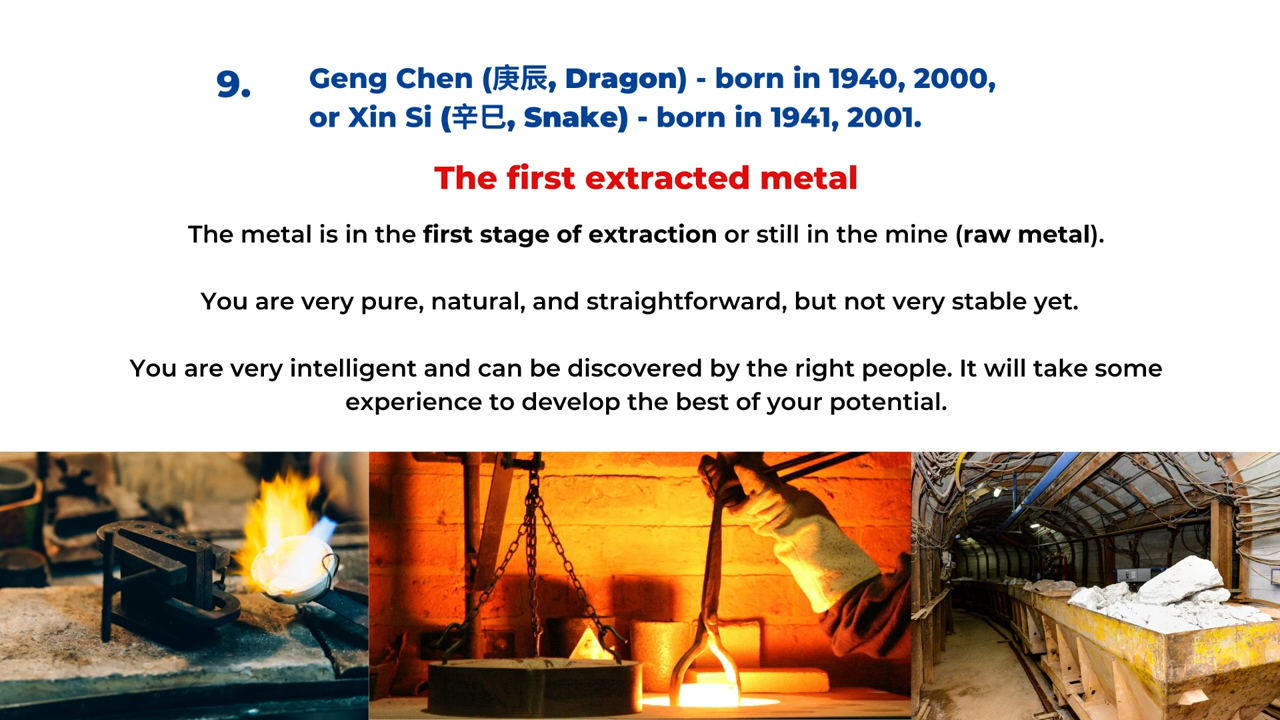 9.
Geng Chen (庚辰, Dragon) - born in 1940, 2000,
or Xin Si (辛巳, Snake) - born in 1941, 2001.
The first extracted metal
The metal is in the first stage of extraction or still in the mine (raw metal).
You are very pure, natural, and straightforward, but not very stable yet.
You are very intelligent and can be discovered by the right people. It will take some
experience to develop the best of your potential.